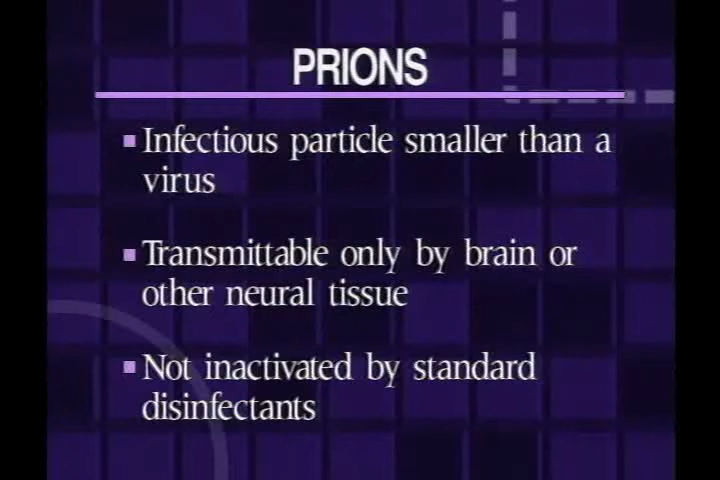 PRIONS
Infectious particle smaller than a
virus
Transmittable only by brain or
other neural tissue
Not inactivated by standard
disinfectants